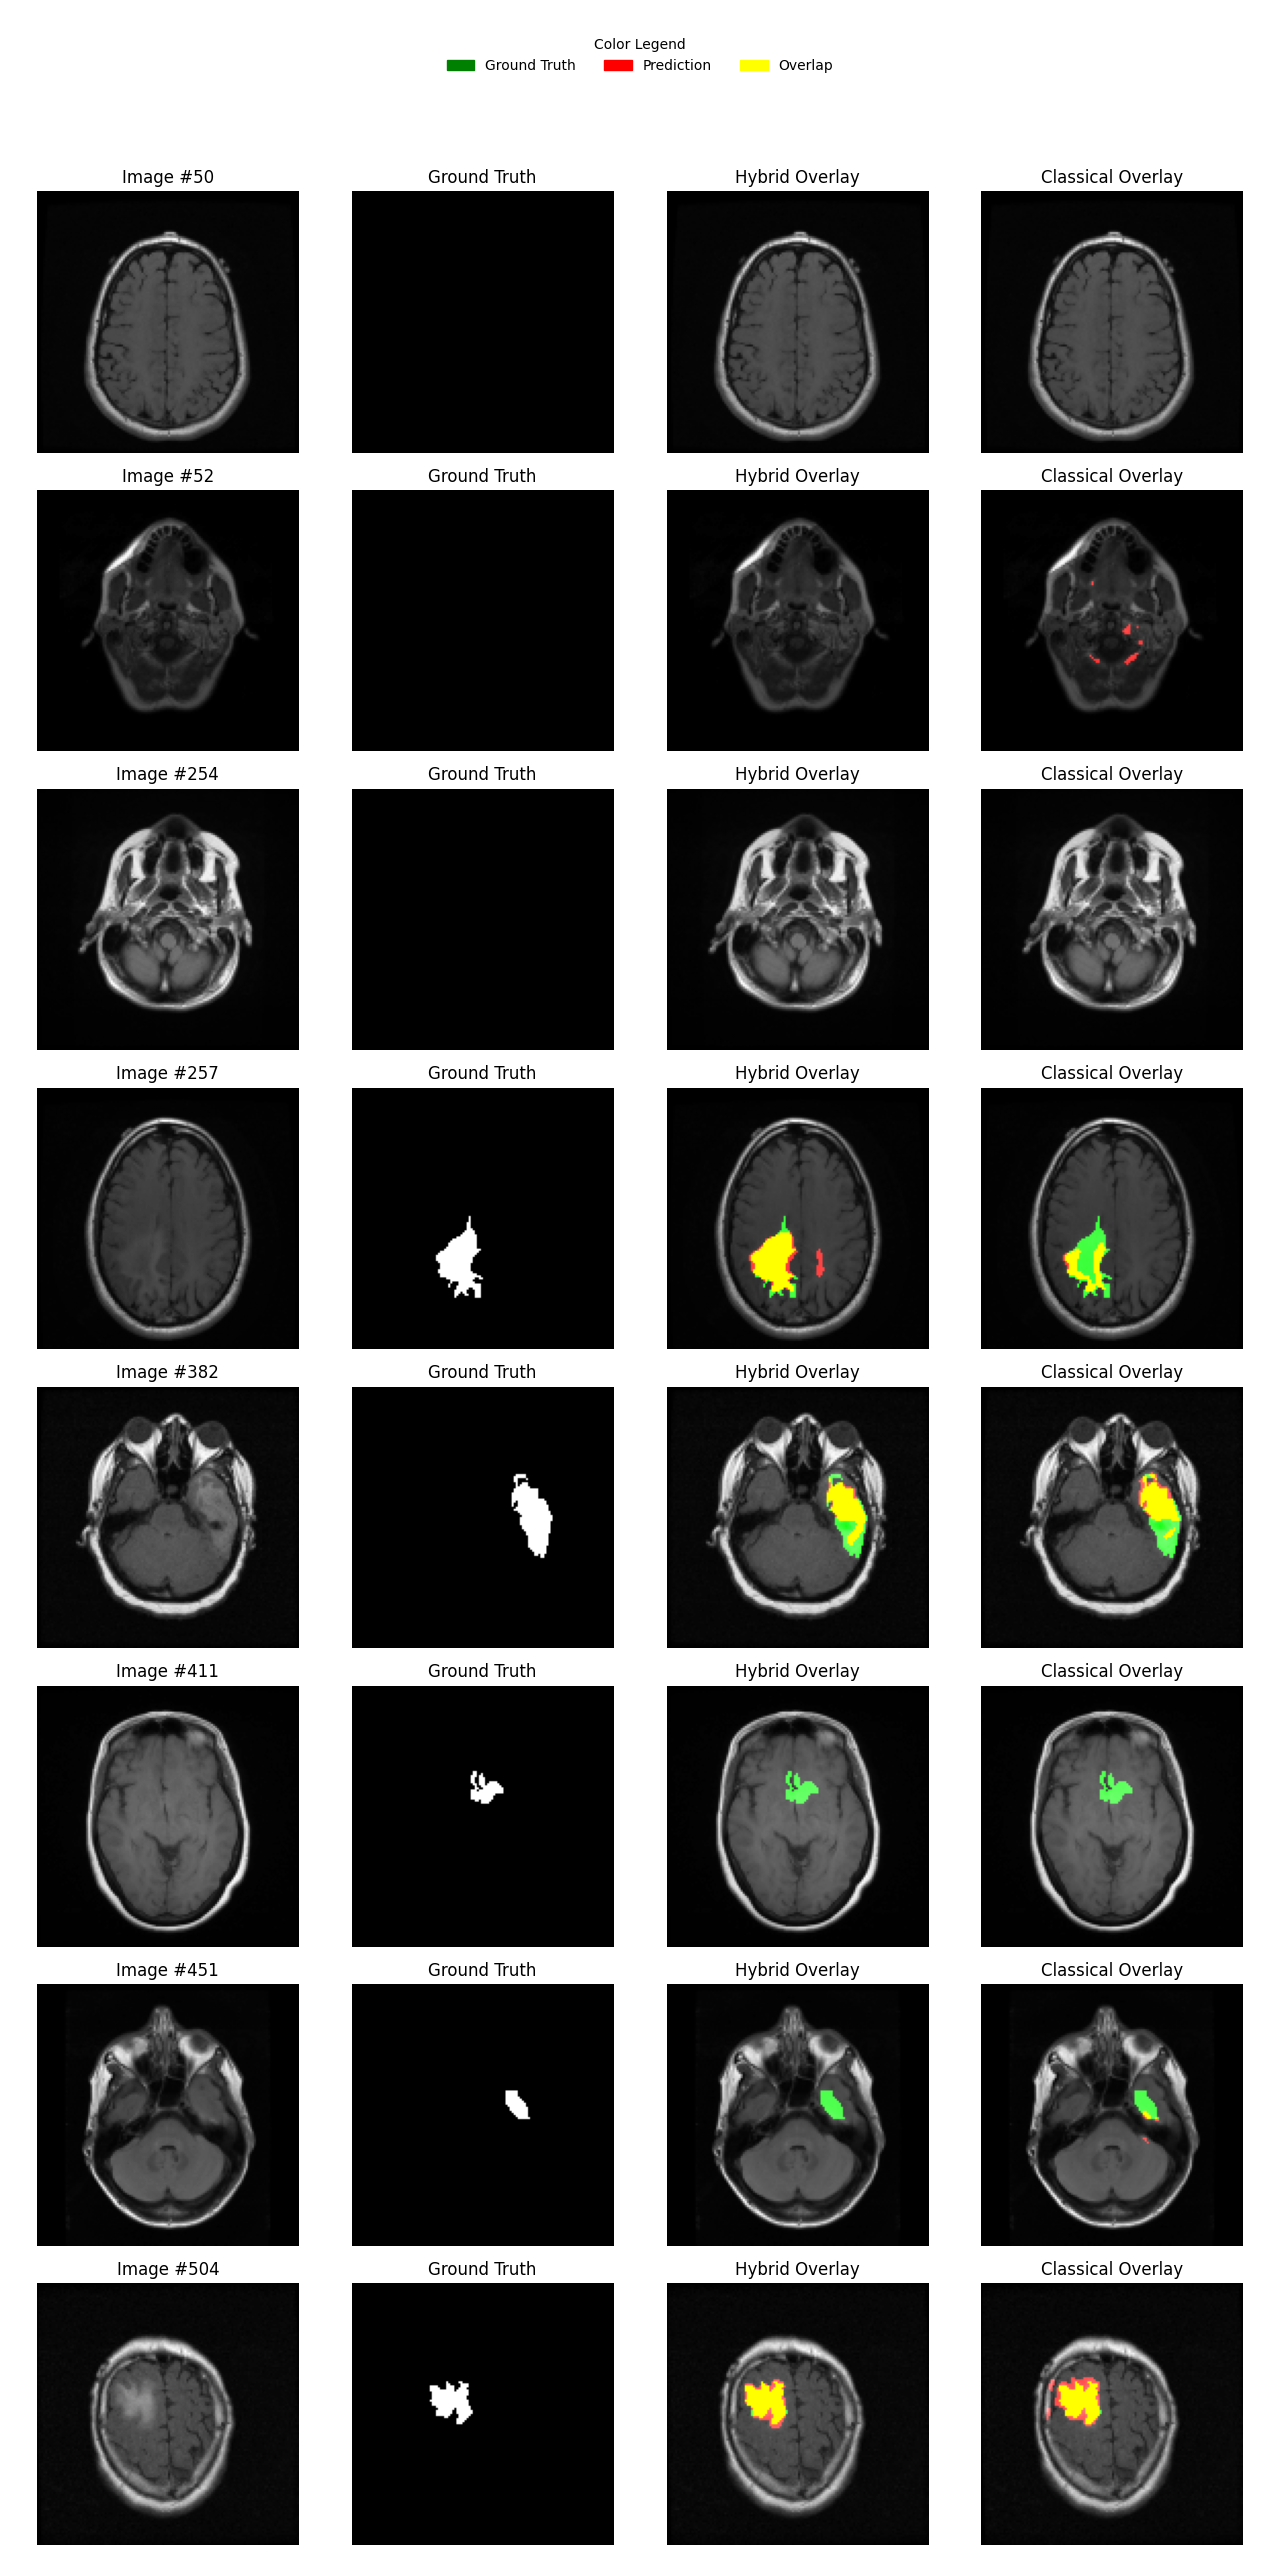 Color Legend
Ground Truth Prediction Overlap
Image #50 Ground Truth Hybrid Overlay Classical Overlay
Image #52 Ground Truth Hybrid Overlay Classical Overlay
Image #254 Ground Truth Hybrid Overlay Classical Overlay
Image #257 Ground Truth Hybrid Overlay Classical Overlay
Image #382 Ground Truth Hybrid Overlay Classical Overlay
Image #411 Ground Truth Hybrid Overlay Classical Overlay
Image #451 Ground Truth Hybrid Overlay Classical Overlay
Image #504 Ground Truth Hybrid Overlay Classical Overlay